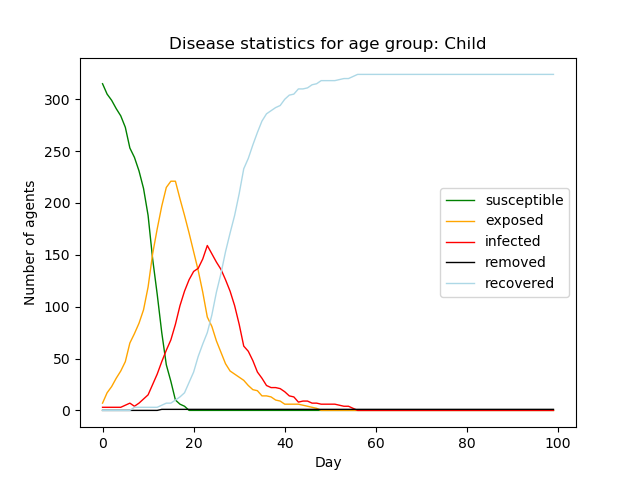 Disease statistics for age group: Child
Number of agents
300
250
200
150
100
50
0
susceptible
exposed
infected
removed
recovered
0 20 40 60 80 100
Day